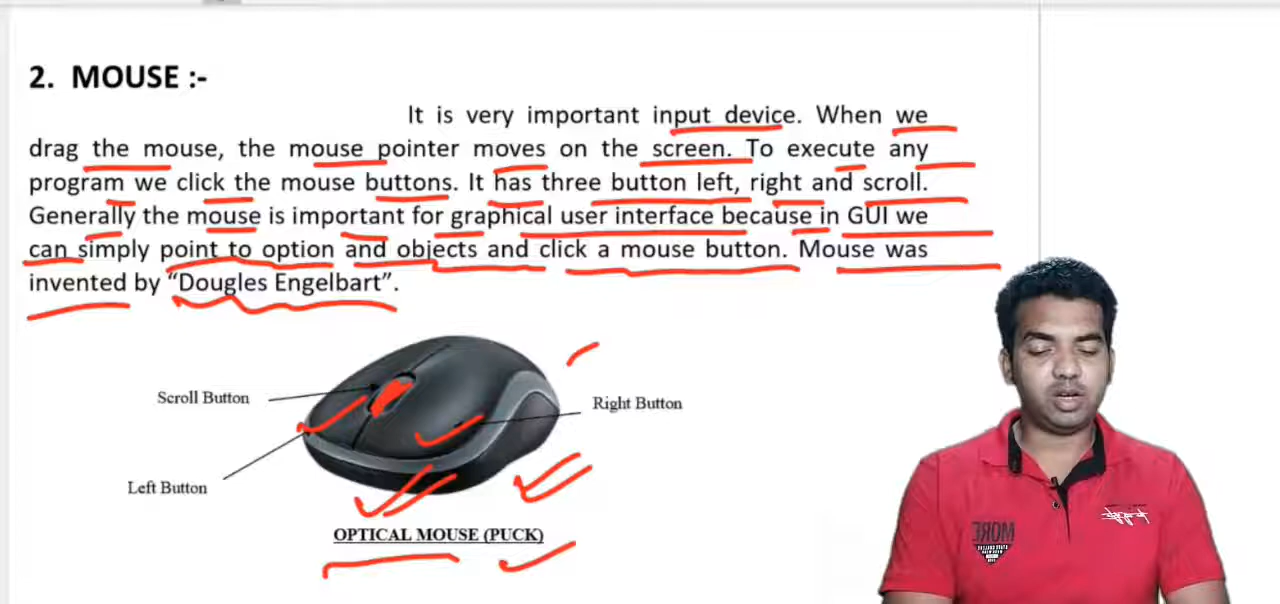 2. MOUSE :-
It is very important input device. When we
drag the mouse, the mouse pointer moves on the screen. To execute any
program we click the mouse buttons. It has three button left, right and scroll.
Generally the mouse is important for graphical user interface because in GUI we
can simply point to option and objects and click a mouse button. Mouse was
invented by “Dougles Engelbart”.
Scroll Button
Right Button
Left Button
OPTICAL MOUSE (PUCK)
MORE